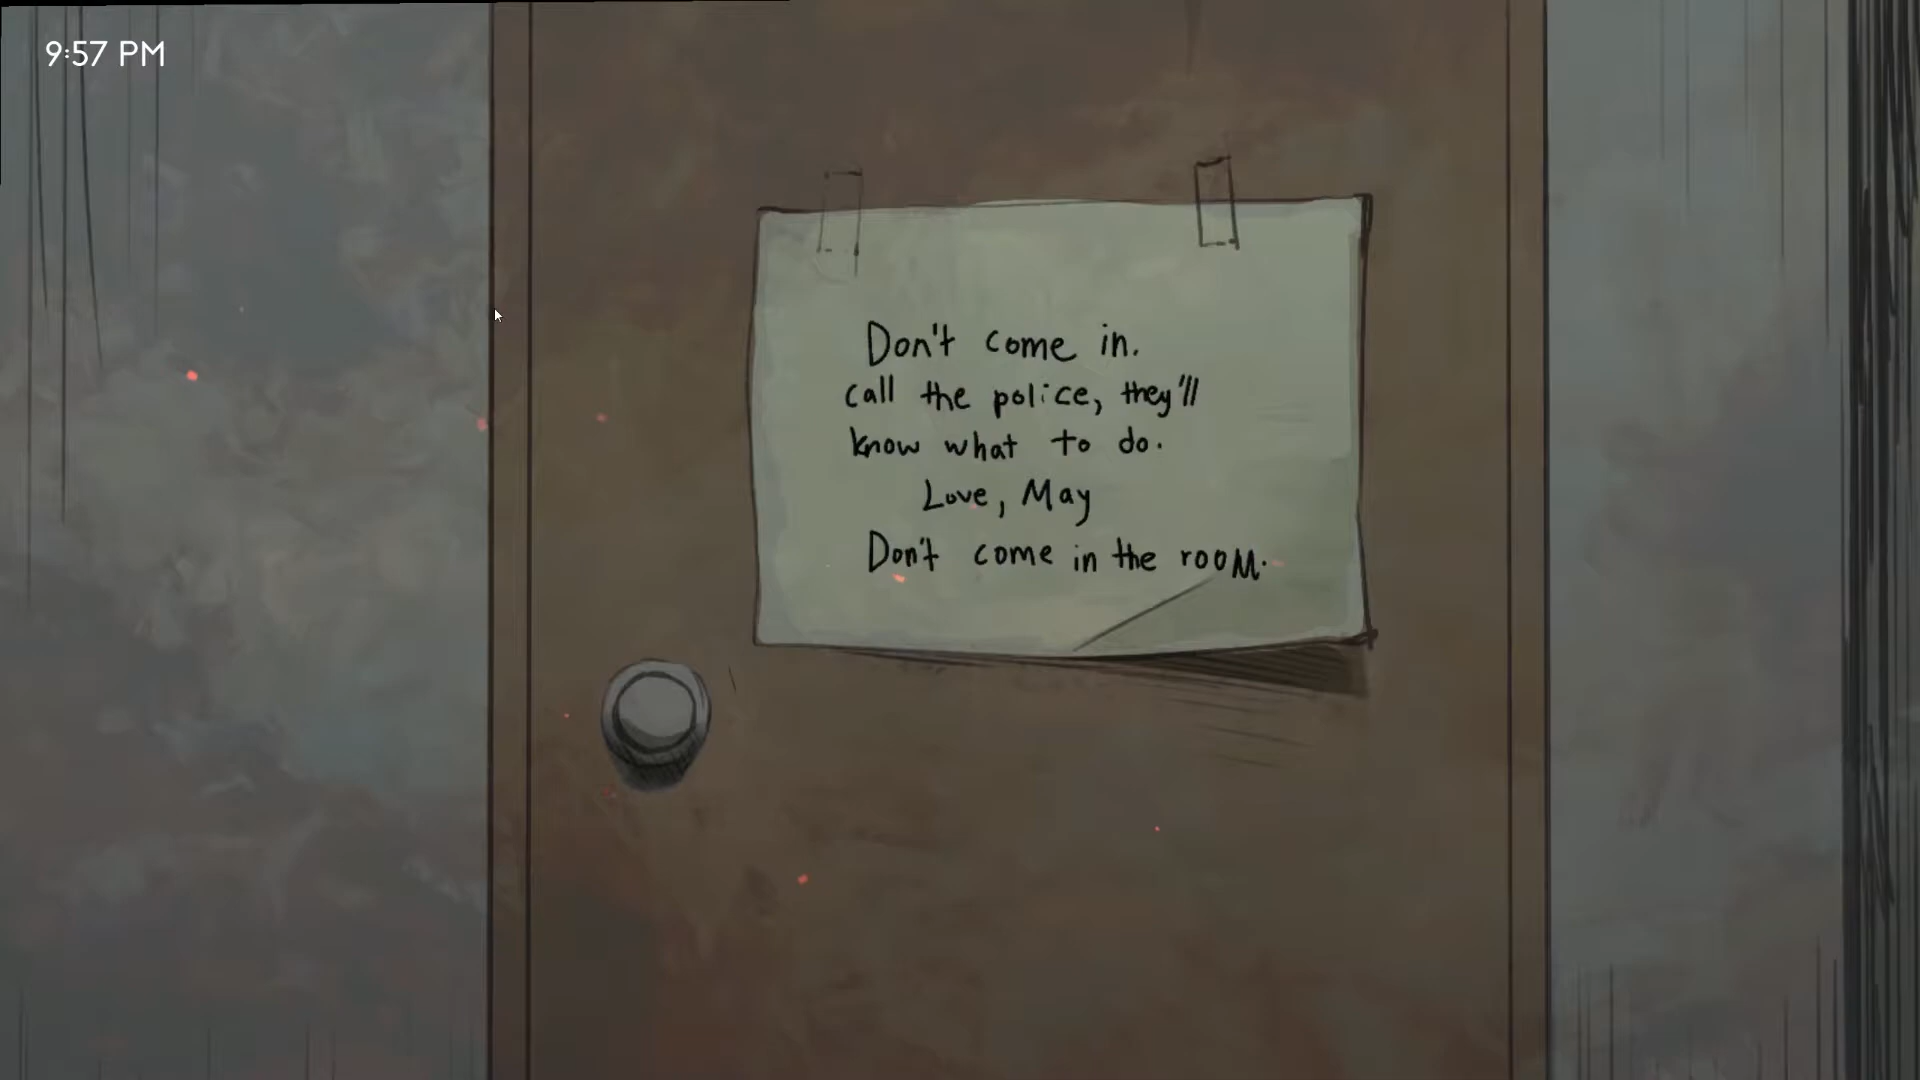 9:57 PM
Don't come in.
call the police, they'll
know what to do.
Love, May
Don't come in the room.